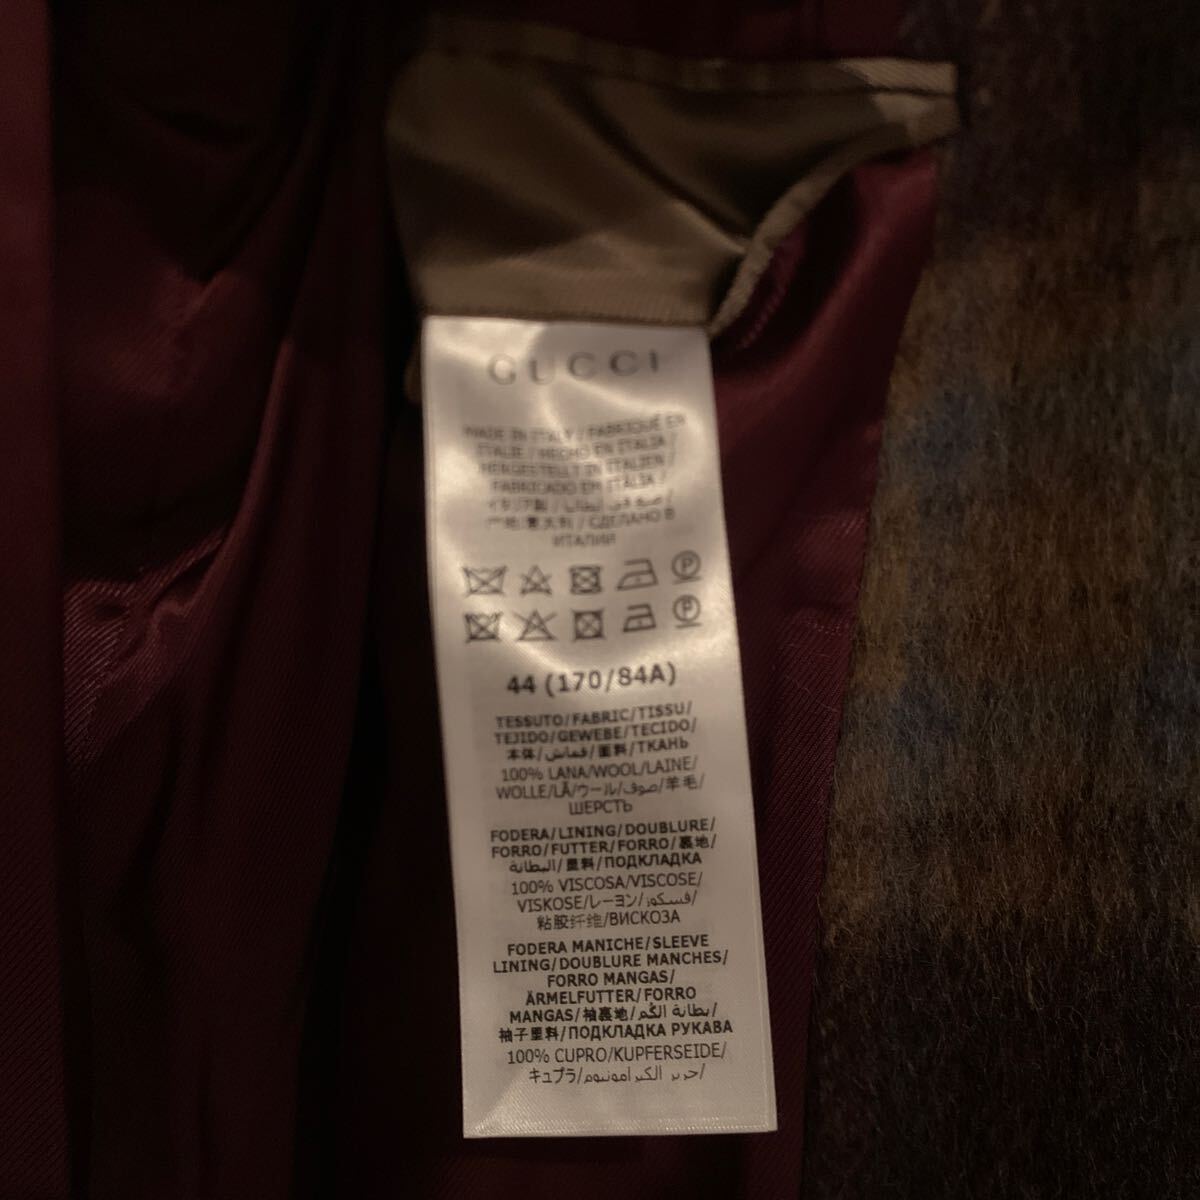 GUCCI
MADE IN ITALY / FABRIQUÉ EN
ITALIE / HECHO EN ITALIA /
HERGESTELLT IN ITALIEN /
FABRICADO EM ITÁLIA /
イタリア製 / صنع في إيطاليا /
产地:意大利 / СДЕЛАНО В
ИТАЛИИ
P
P
44 (170/84A)
TESSUTO/FABRIC/TISSU/
TEJIDO/GEWEBE/TECIDO/
本体/قماش/面料/ТКАНЬ
100% LANA/WOOL/LAINE/
WOLLE/LÃ/ウール/صوف/羊毛/
ШЕРСТЬ
FODERA/LINING/DOUBLURE/
FORRO/FUTTER/FORRO/裏地/
البطانة/里料/ПОДКЛАДКА
100% VISCOSA/VISCOSE/
VISKOSE/レーヨン/فسكوز/
粘胶纤维/ВИСКОЗА
FODERA MANICHE/SLEEVE
LINING/DOUBLURE MANCHES/
FORRO MANGAS/
ÄRMELFUTTER/FORRO
MANGAS/袖裏地/بطانة الكُم/
袖子里料/ПОДКЛАДКА РУКАВА
100% CUPRO/KUPFERSEIDE/
キュプラ/حرير الكبرامونيوم/